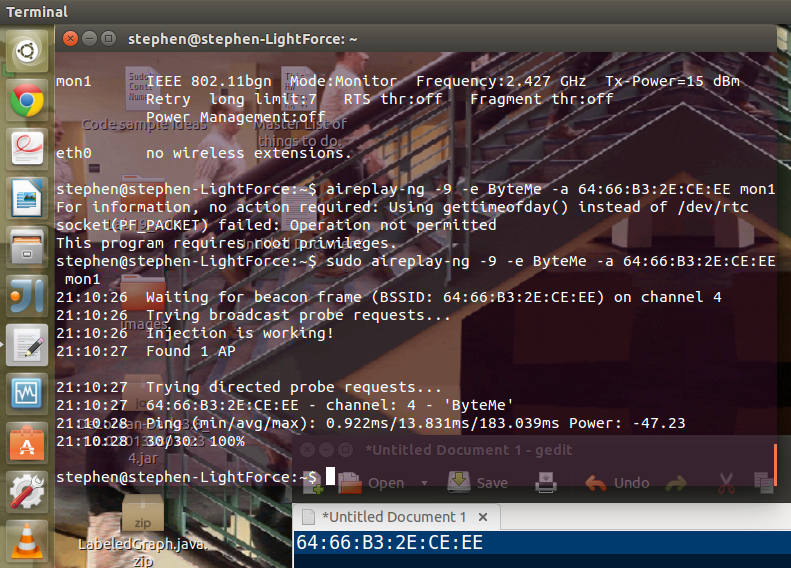 Terminal
stephen@stephen-LightForce: ~
mon1 IEEE 802.11bgn Mode:Monitor Frequency:2.427 GHz Tx-Power=15 dBm
Retry long limit:7 RTS thr:off Fragment thr:off
Power Management:off
Code sample ideas
Master List of
things to do.
eth0 no wireless extensions.
stephen@stephen-LightForce:~$ aireplay-ng -9 -e ByteMe -a 64:66:B3:2E:CE:EE mon1
For information, no action required: Using gettimeofday() instead of /dev/rtc
socket(PF_PACKET) failed: Operation not permitted
This program requires root privileges.
stephen@stephen-LightForce:~$ sudo aireplay-ng -9 -e ByteMe -a 64:66:B3:2E:CE:EE
mon1
21:10:26 Waiting for beacon frame (BSSID: 64:66:B3:2E:CE:EE) on channel 4
21:10:26 Trying broadcast probe requests...
21:10:26 Injection is working!
images
21:10:27 Found 1 AP
21:10:27 Trying directed probe requests...
21:10:27 64:66:B3:2E:CE:EE - channel: 4 - 'ByteMe'
21:10:28 Ping (min/avg/max): 0.922ms/13.831ms/183.039ms Power: -47.23
21:10:28 30/30: 100%
4.jar
stephen@stephen-LightForce:~$
*Untitled Document 1 - gedit
Open
Save
Undo
*Untitled Document 1
64:66:B3:2E:CE:EE
zip
LabeledGraph.java.
zip